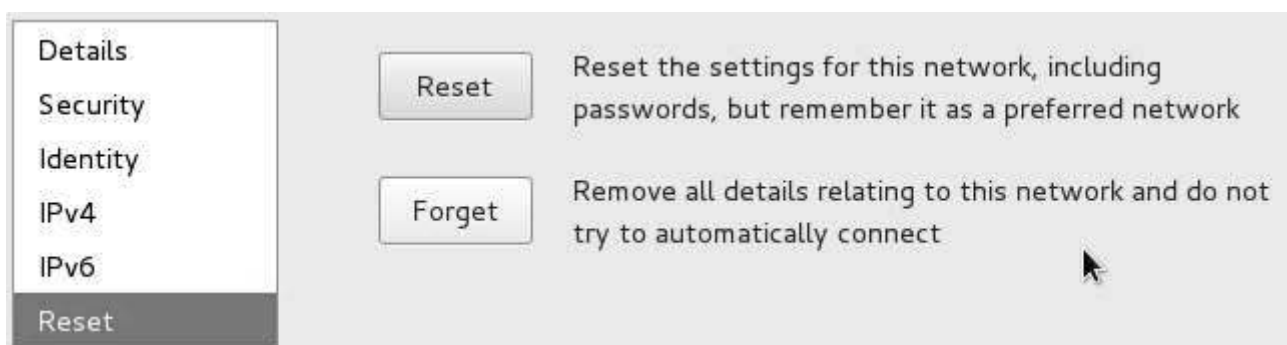 Details
Security
Identity
IPv4
IPv6
Reset
Reset
Reset the settings for this network, including
passwords, but remember it as a preferred network
Forget
Remove all details relating to this network and do not
try to automatically connect